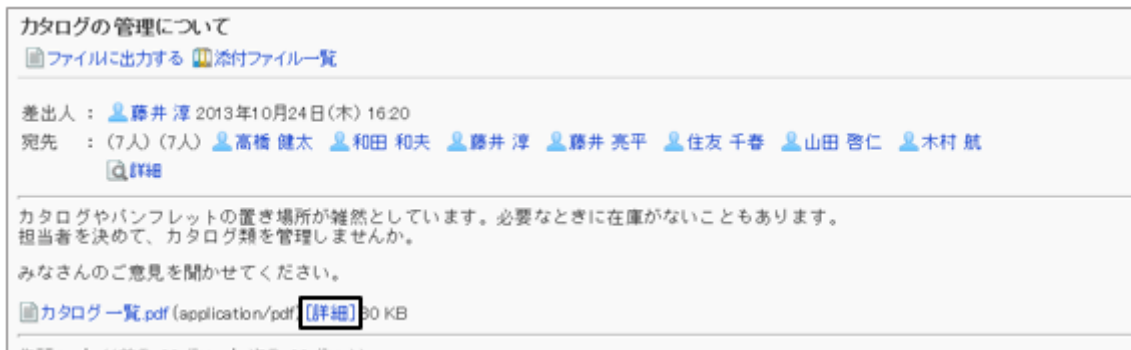 カタログの管理について
ファイルに出力する 添付ファイル一覧
差出人 : 藤井 淳 2013年10月24日(木) 16:20
宛先 : (7人) (7人) 高橋 健太 和田 和夫 藤井 淳 藤井 亮平 住友 千春 山田 啓仁 木村 航
詳細
カタログやパンフレットの置き場所が雑然としています。必要なときに在庫がないこともあります。
担当者を決めて、カタログ類を管理しませんか。
みなさんのご意見を聞かせてください。
カタログ一覧.pdf (application/pdf) [詳細] 80 KB